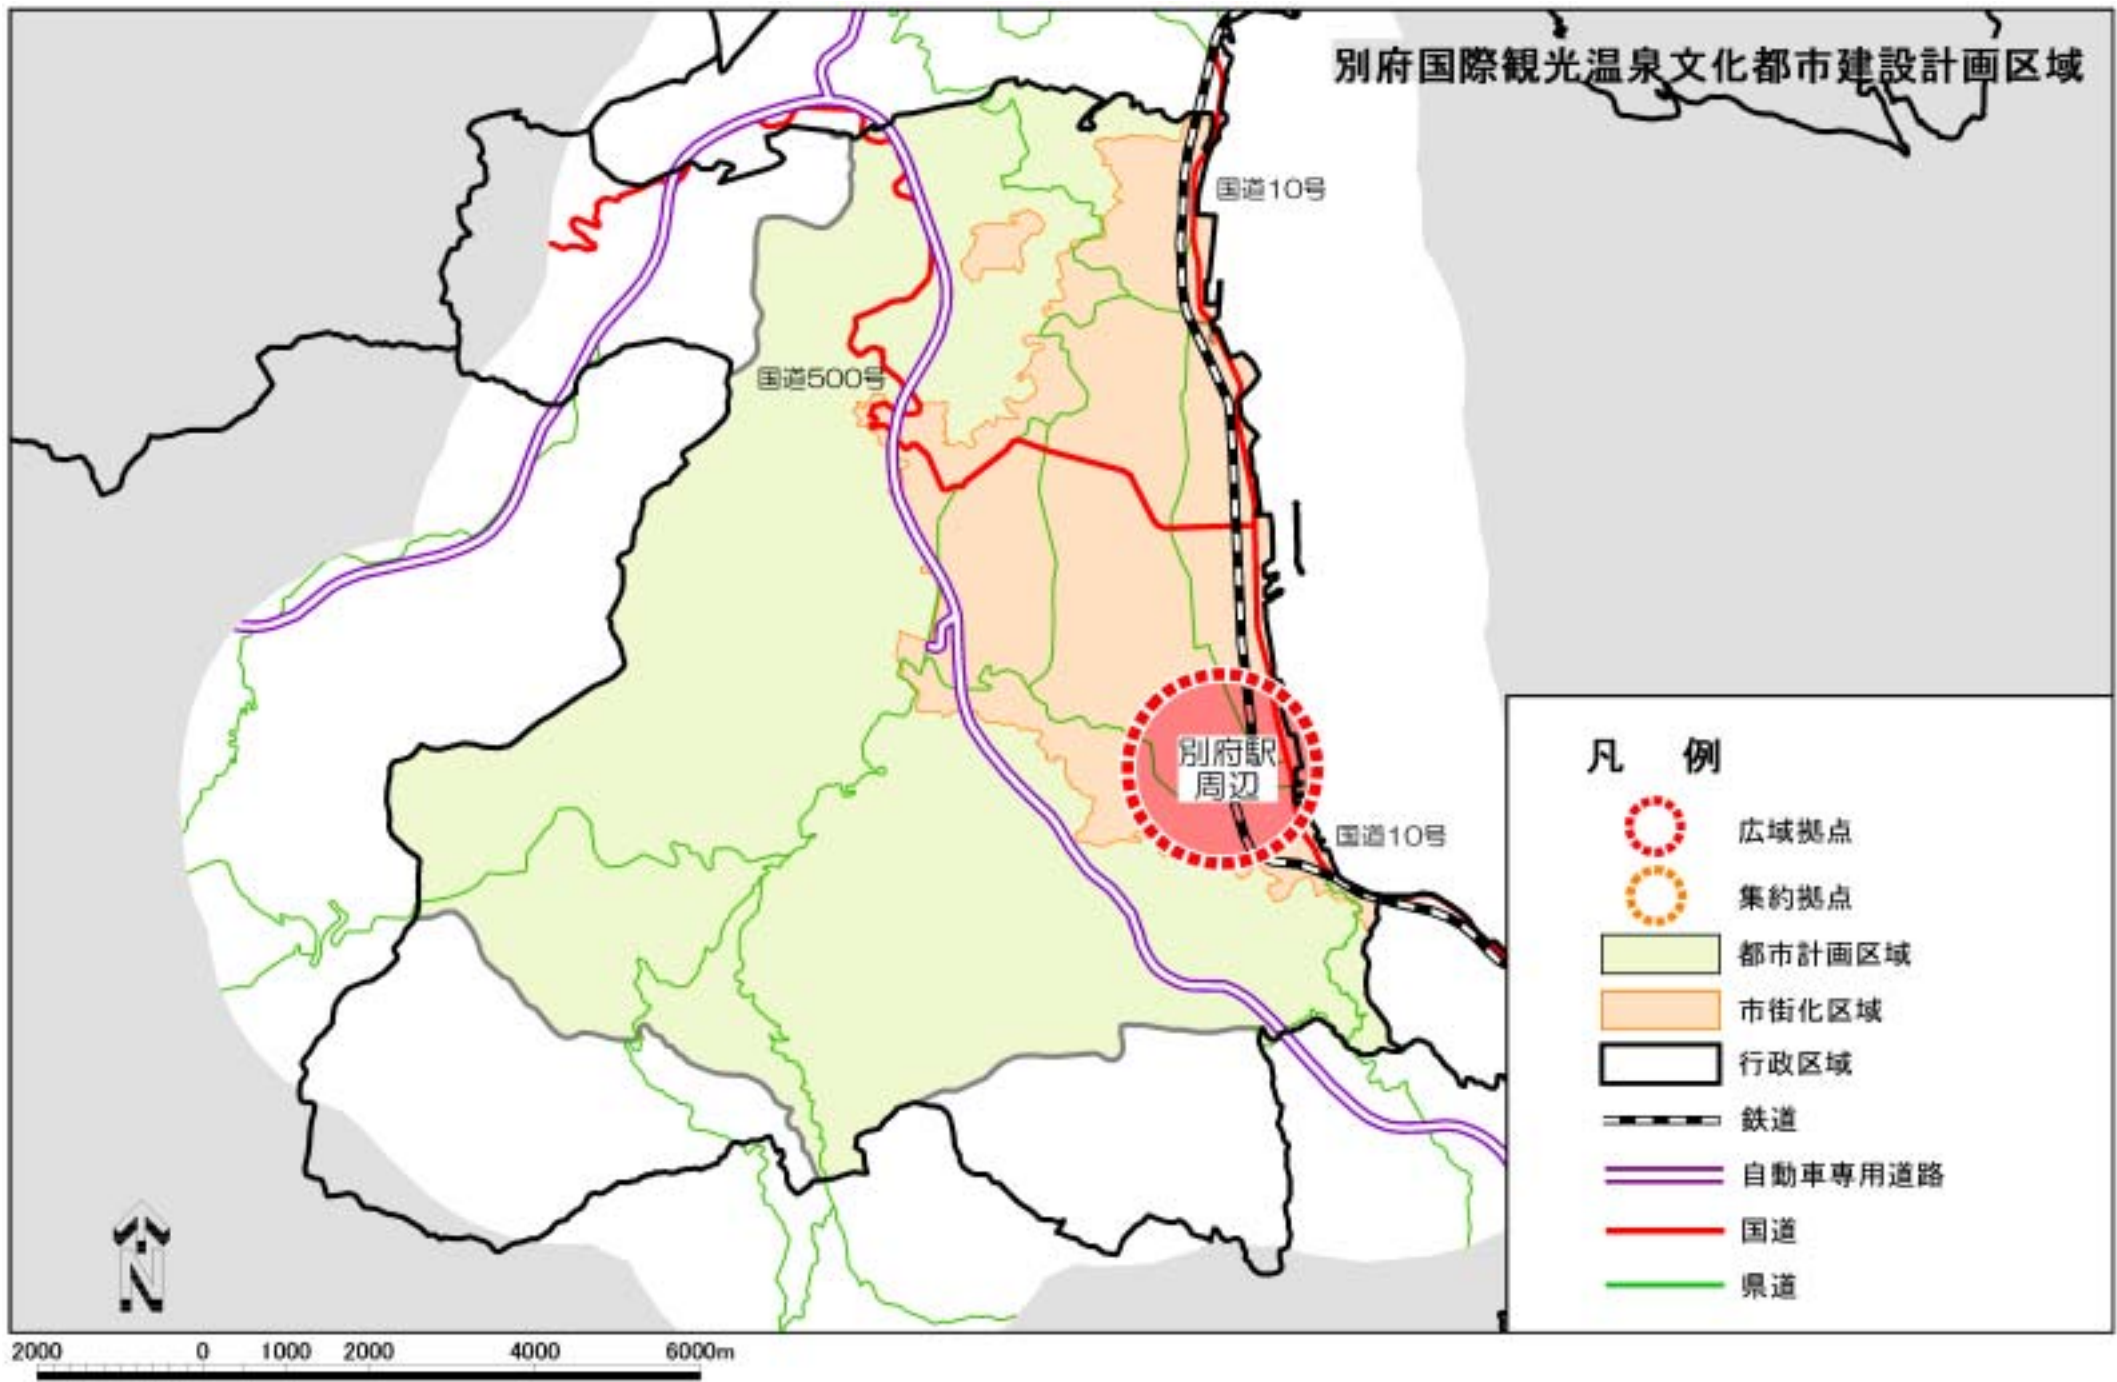 別府国際観光温泉文化都市建設計画区域
国道10号
国道500号
別府駅
周辺
国道10号
凡 例
広域拠点
集約拠点
都市計画区域
市街化区域
行政区域
鉄道
自動車専用道路
国道
県道
N
2000 0 1000 2000 4000 6000m